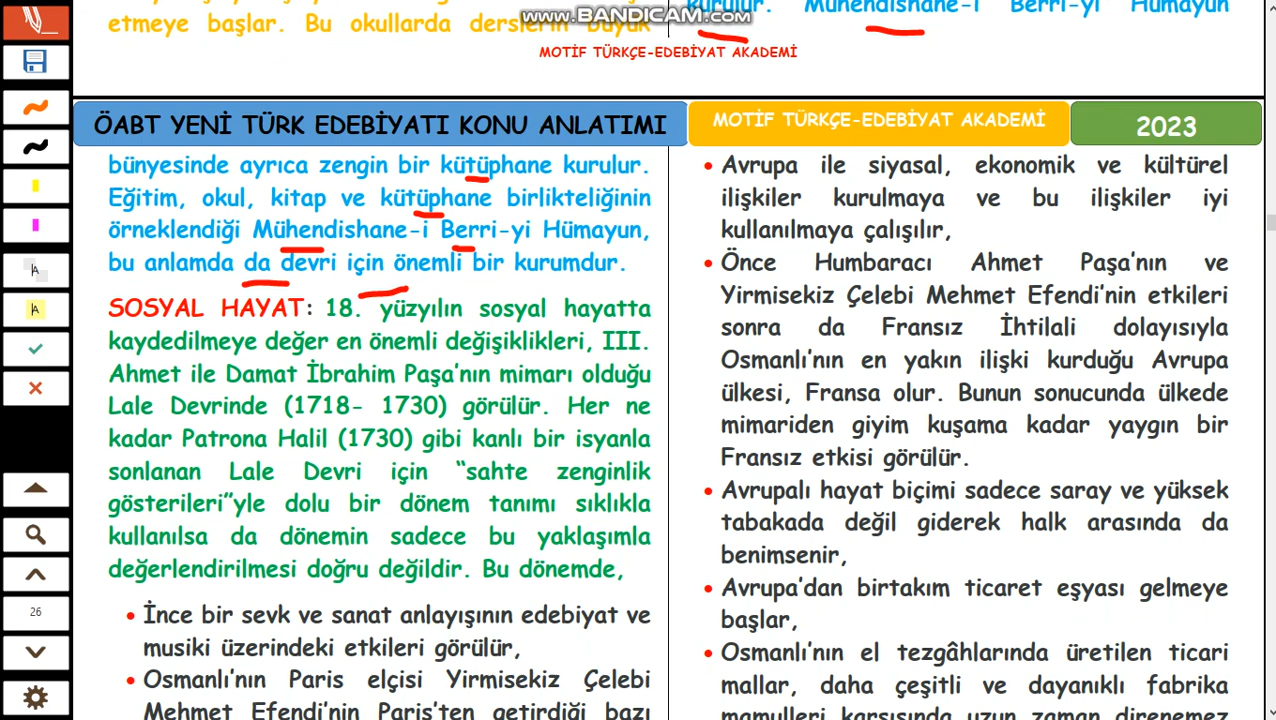 www.BANDICAM.com
etmeye başlar. Bu okullarda derslerin büyük
kurulur. Mühendishane-i Berri-yi Hümayun
MOTİF TÜRKÇE-EDEBİYAT AKADEMİ
ÖABT YENİ TÜRK EDEBİYATI KONU ANLATIMI
MOTİF TÜRKÇE-EDEBİYAT AKADEMİ
2023
bünyesinde ayrıca zengin bir kütüphane kurulur.
Eğitim, okul, kitap ve kütüphane birlikteliğinin
örneklendiği Mühendishane-i Berri-yi Hümayun,
bu anlamda da devri için önemli bir kurumdur.
SOSYAL HAYAT: 18. yüzyılın sosyal hayatta
kaydedilmeye değer en önemli değişiklikleri, III.
Ahmet ile Damat İbrahim Paşa’nın mimarı olduğu
Lale Devrinde (1718- 1730) görülür. Her ne
kadar Patrona Halil (1730) gibi kanlı bir isyanla
sonlanan Lale Devri için “sahte zenginlik
gösterileri”yle dolu bir dönem tanımı sıklıkla
kullanılsa da dönemin sadece bu yaklaşımla
değerlendirilmesi doğru değildir. Bu dönemde,
• İnce bir sevk ve sanat anlayışının edebiyat ve
musiki üzerindeki etkileri görülür,
• Osmanlı’nın Paris elçisi Yirmisekiz Çelebi
Mehmet Efendi’nin Paris’ten getirdiği bazı
• Avrupa ile siyasal, ekonomik ve kültürel
ilişkiler kurulmaya ve bu ilişkiler iyi
kullanılmaya çalışılır,
• Önce Humbaracı Ahmet Paşa’nın ve
Yirmisekiz Çelebi Mehmet Efendi’nin etkileri
sonra da Fransız İhtilali dolayısıyla
Osmanlı’nın en yakın ilişki kurduğu Avrupa
ülkesi, Fransa olur. Bunun sonucunda ülkede
mimariden giyim kuşama kadar yaygın bir
Fransız etkisi görülür.
• Avrupalı hayat biçimi sadece saray ve yüksek
tabakada değil giderek halk arasında da
benimsenir,
• Avrupa’dan birtakım ticaret eşyası gelmeye
başlar,
• Osmanlı’nın el tezgâhlarında üretilen ticari
mallar, daha çeşitli ve dayanıklı fabrika
mamulleri karşısında uzun zaman direnemez
A
A
26